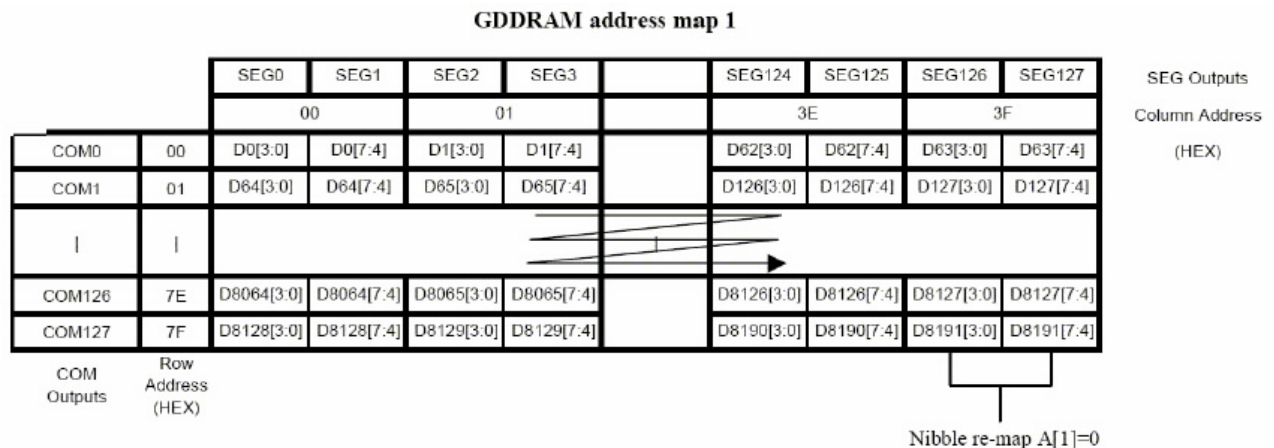 GDDRAM address map 1
SEG0 SEG1 SEG2 SEG3 SEG124 SEG125 SEG126 SEG127 SEG Outputs
00 01 3E 3F Column Address
COM0 00 D0[3:0] D0[7:4] D1[3:0] D1[7:4] D62[3:0] D62[7:4] D63[3:0] D63[7:4] (HEX)
COM1 01 D64[3:0] D64[7:4] D65[3:0] D65[7:4] D126[3:0] D126[7:4] D127[3:0] D127[7:4]
| | |
COM126 7E D8064[3:0] D8064[7:4] D8065[3:0] D8065[7:4] D8126[3:0] D8126[7:4] D8127[3:0] D8127[7:4]
COM127 7F D8128[3:0] D8128[7:4] D8129[3:0] D8129[7:4] D8190[3:0] D8190[7:4] D8191[3:0] D8191[7:4]
COM
Outputs
Row
Address
(HEX)
Nibble re-map A[1]=0